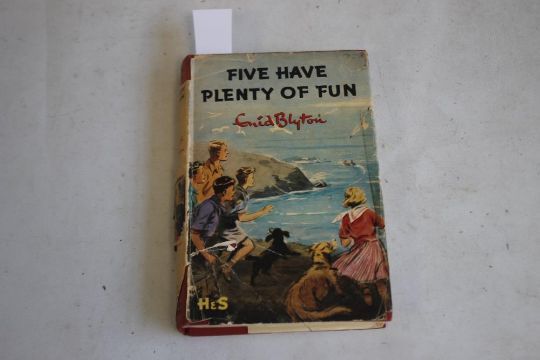 FIVE HAVE
PLENTY OF FUN
Enid Blyton
H&S